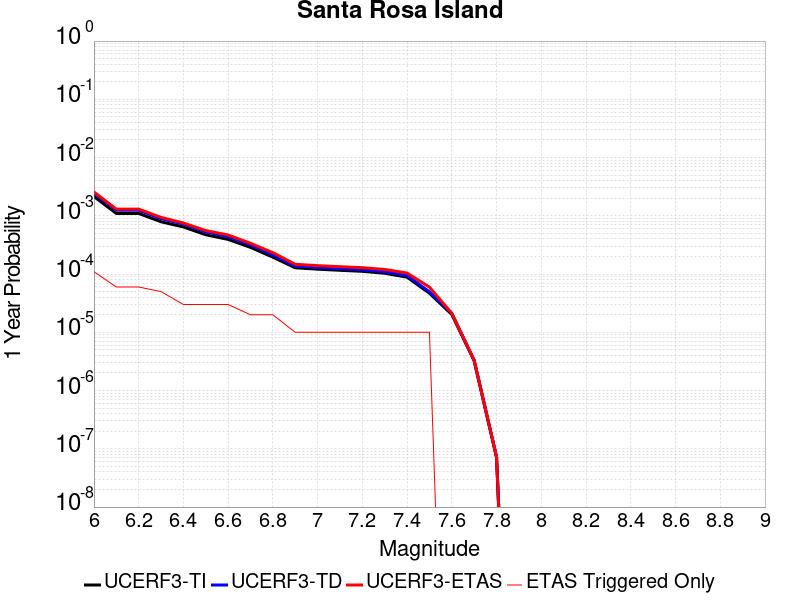 Santa Rosa Island
10^0
10^-1
10^-2
10^-3
10^-4
10^-5
10^-6
10^-7
10^-8
1 Year Probability
6 6.2 6.4 6.6 6.8 7 7.2 7.4 7.6 7.8 8 8.2 8.4 8.6 8.8 9
Magnitude
UCERF3-TI UCERF3-TD UCERF3-ETAS ETAS Triggered Only